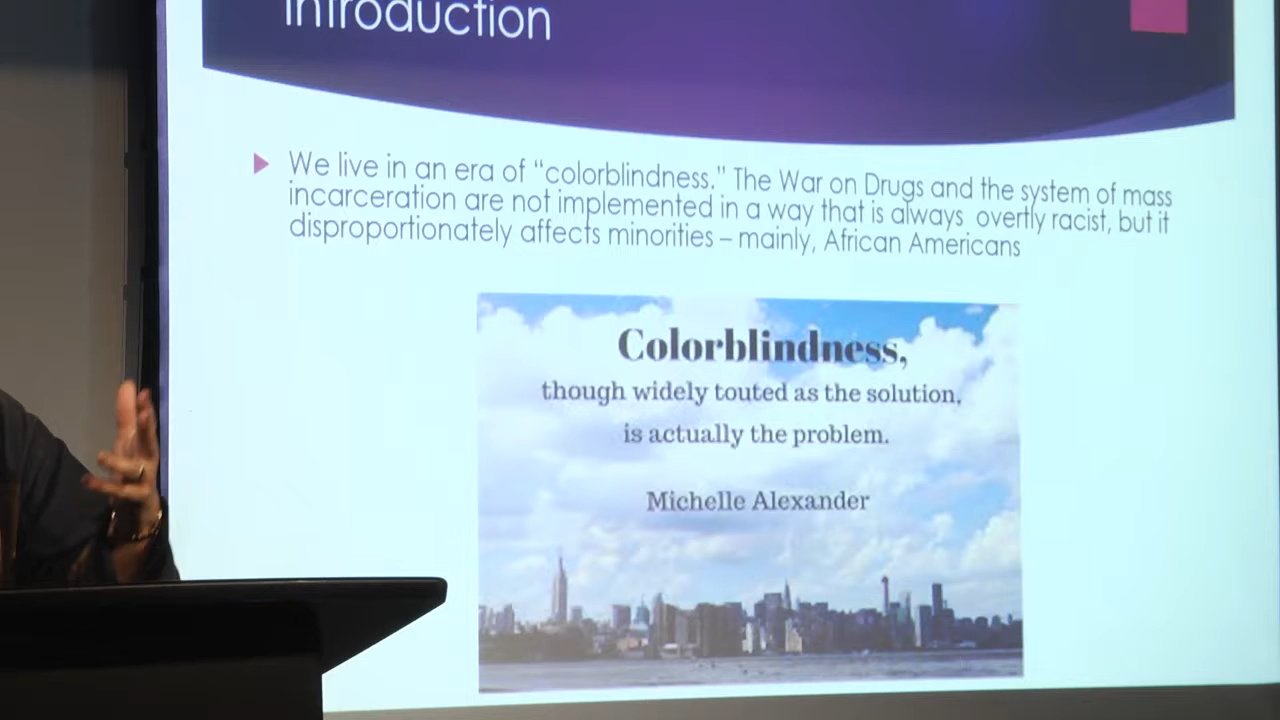 Introduction
We live in an era of “colorblindness.” The War on Drugs and the system of mass
incarceration are not implemented in a way that is always overtly racist, but it
disproportionately affects minorities – mainly, African Americans
Colorblindness,
though widely touted as the solution,
is actually the problem.
Michelle Alexander